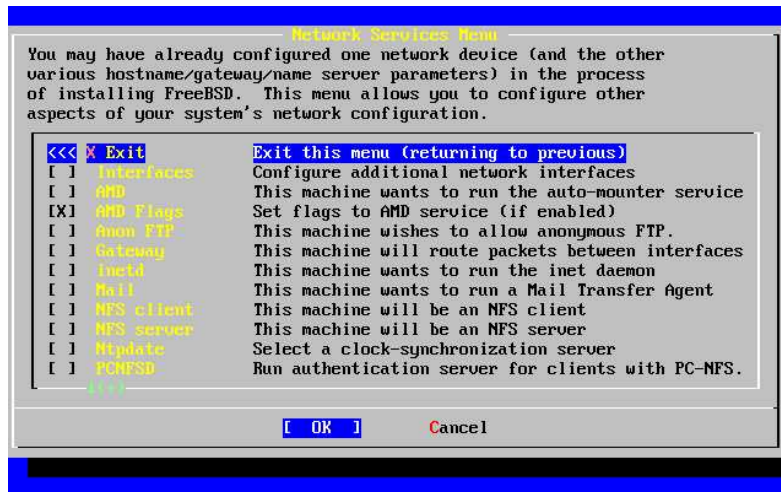 Network Services Menu
You may have already configured one network device (and the other
various hostname/gateway/name server parameters) in the process
of installing FreeBSD.  This menu allows you to configure other
aspects of your system's network configuration.
<<< X Exit Exit this menu (returning to previous)
[ ] Interfaces Configure additional network interfaces
[ ] AMD This machine wants to run the auto-mounter service
[X] AMD Flags Set flags to AMD service (if enabled)
[ ] Anon FTP This machine wishes to allow anonymous FTP.
[ ] Gateway This machine will route packets between interfaces
[ ] Inetd This machine wants to run the inet daemon
[ ] Mail This machine wants to run a Mail Transfer Agent
[ ] NFS client This machine will be an NFS client
[ ] NFS server This machine will be an NFS server
[ ] Ntpdate Select a clock-synchronization server
[ ] PCNFSD Run authentication server for clients with PC-NFS.
↓(+)
[ OK ] Cancel